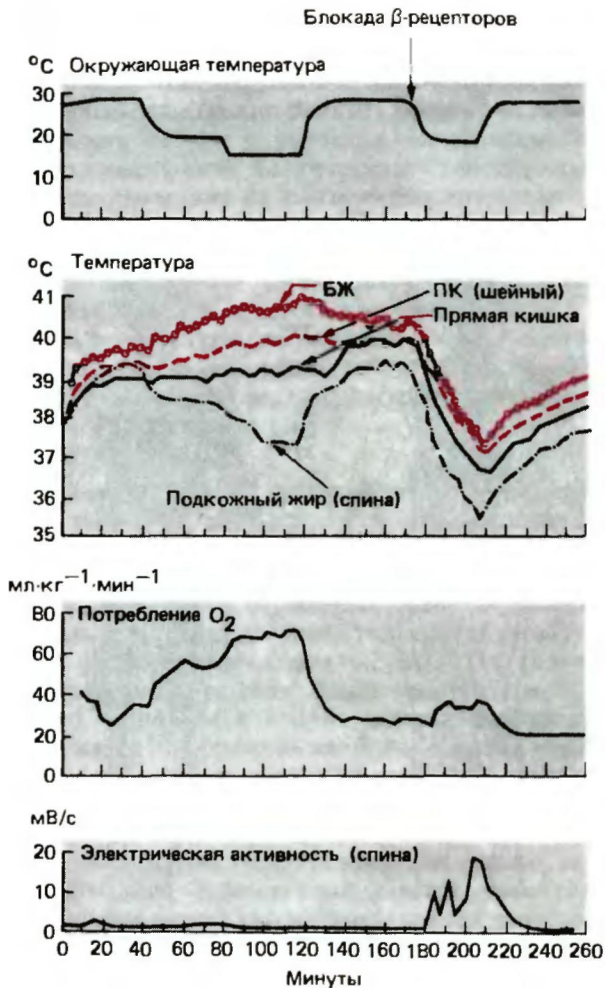 Блокада β-рецепторов
°C Окружающая температура
30
20
10
0
°C Температура
41
40
39
38
37
36
35
БЖ
ПК (шейный)
Прямая кишка
Подкожный жир (спина)
мл·кг⁻¹·мин⁻¹
Потребление O₂
80
60
40
20
0
мВ/с
Электрическая активность (спина)
20
10
0
0 20 40 60 80 100 120 140 160 180 200 220 240 260
Минуты